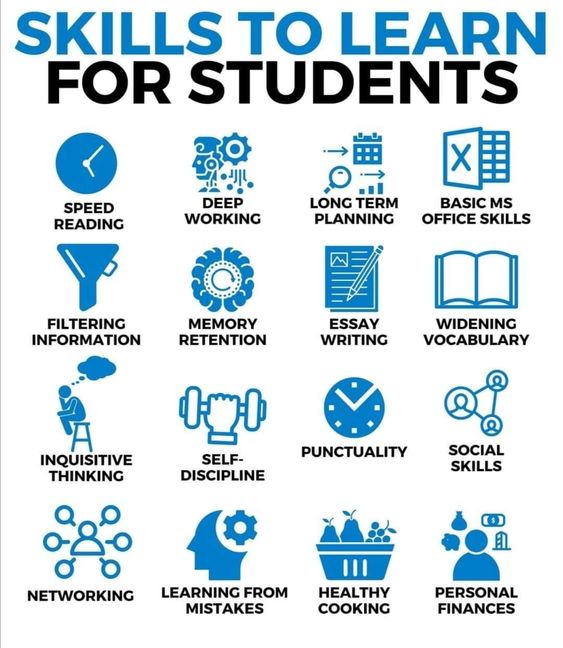 SKILLS TO LEARN
FOR STUDENTS
SPEED
READING
DEEP
WORKING
LONG TERM
PLANNING
BASIC MS
OFFICE SKILLS
FILTERING
INFORMATION
MEMORY
RETENTION
ESSAY
WRITING
WIDENING
VOCABULARY
INQUISITIVE
THINKING
SELF-
DISCIPLINE
PUNCTUALITY
SOCIAL
SKILLS
NETWORKING
LEARNING FROM
MISTAKES
HEALTHY
COOKING
PERSONAL
FINANCES